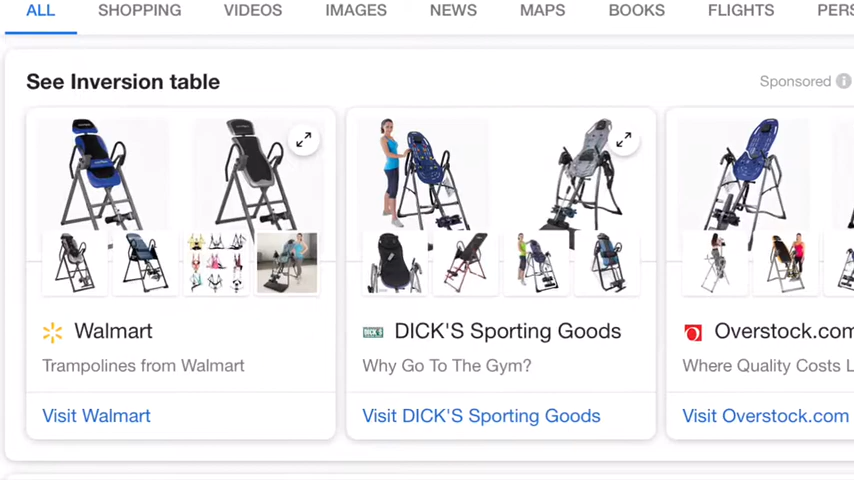 ALL SHOPPING VIDEOS IMAGES NEWS MAPS BOOKS FLIGHTS
See Inversion table Sponsored
Walmart
Trampolines from Walmart
Visit Walmart
DICK'S Sporting Goods
Why Go To The Gym?
Visit DICK'S Sporting Goods
Overstock.com
Where Quality Costs L
Visit Overstock.com